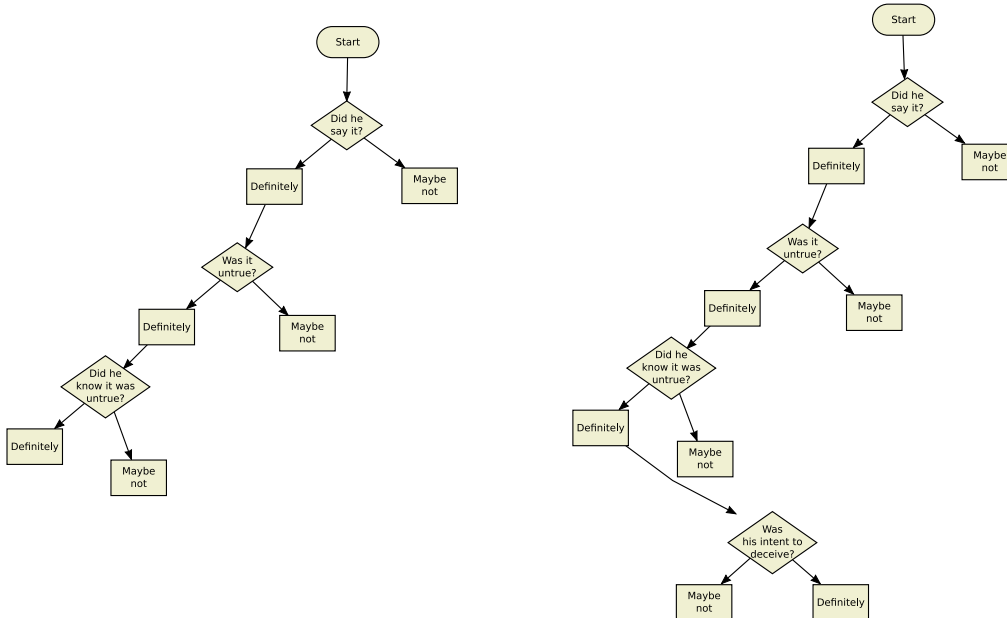 Start
Did he
say it?
Definitely
Maybe
not
Was it
untrue?
Definitely
Maybe
not
Did he
know it was
untrue?
Definitely
Maybe
not
Start
Did he
say it?
Definitely
Maybe
not
Was it
untrue?
Definitely
Maybe
not
Did he
know it was
untrue?
Definitely
Maybe
not
Was
his intent to
deceive?
Maybe
not
Definitely